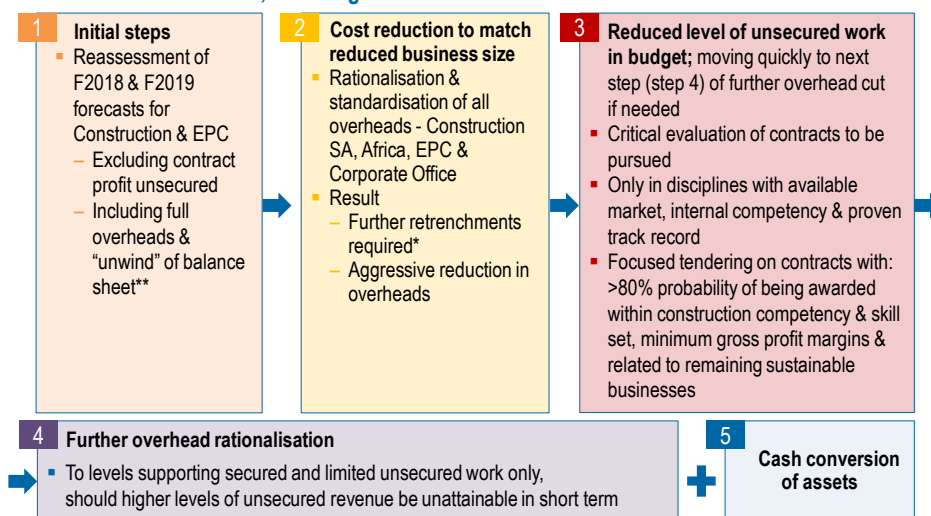 1 Initial steps
▪ Reassessment of
F2018 & F2019
forecasts for
Construction & EPC
– Excluding contract
profit unsecured
– Including full
overheads &
“unwind” of balance
sheet**
2 Cost reduction to match
reduced business size
▪ Rationalisation &
standardisation of all
overheads - Construction
SA, Africa, EPC &
Corporate Office
▪ Result
– Further retrenchments
required*
– Aggressive reduction in
overheads
3 Reduced level of unsecured work
in budget; moving quickly to next
step (step 4) of further overhead cut
if needed
▪ Critical evaluation of contracts to be
pursued
▪ Only in disciplines with available
market, internal competency & proven
track record
▪ Focused tendering on contracts with:
>80% probability of being awarded
within construction competency & skill
set, minimum gross profit margins &
related to remaining sustainable
businesses
4 Further overhead rationalisation
▪ To levels supporting secured and limited unsecured work only,
should higher levels of unsecured revenue be unattainable in short term
5
Cash conversion
of assets